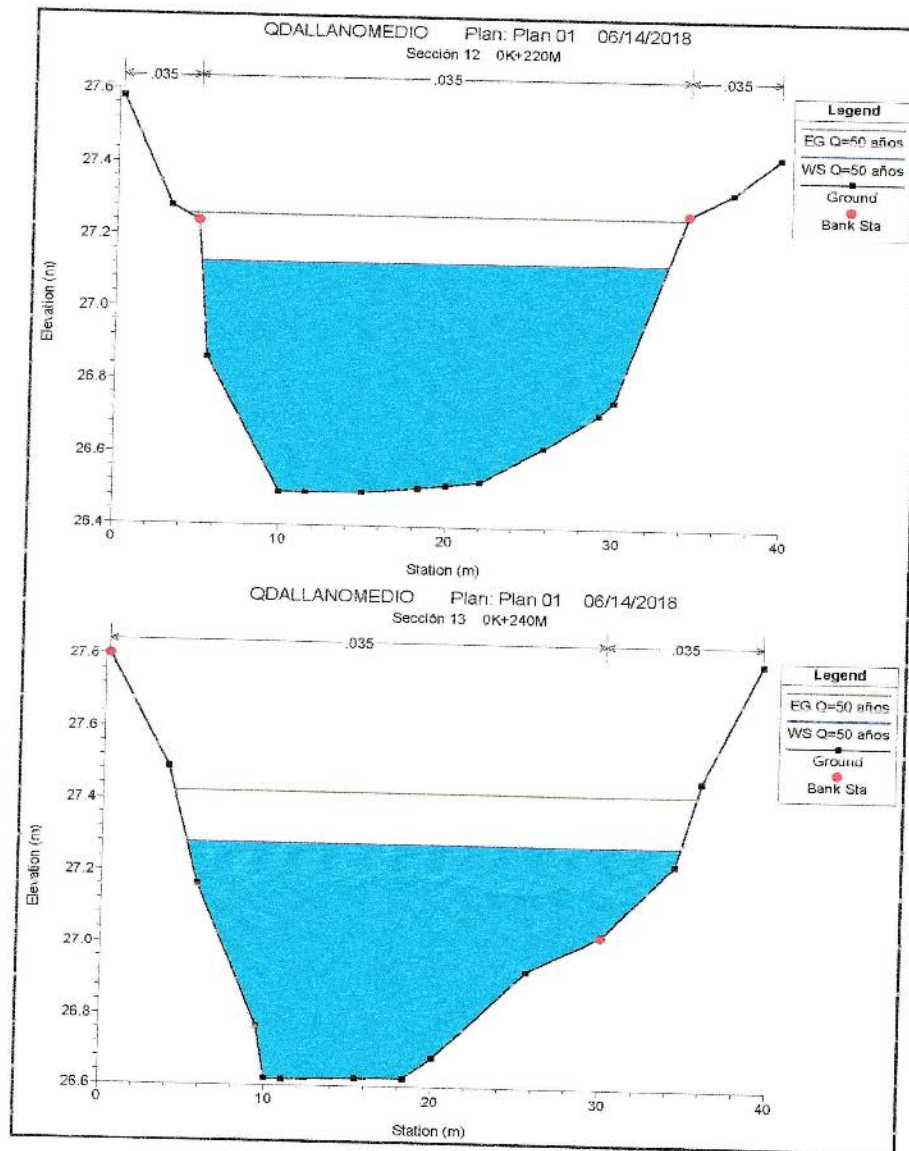 QDALLANOMEDIO Plan: Plan 01 06/14/2018
Sección 12 0K+220M
.035 .035 .035
27.6
27.4
27.2
27.0
26.8
26.6
26.4
Elevation (m)
0 10 20 30 40
Station (m)
Legend
EG Q=50 años
WS Q=50 años
Ground
Bank Sta
QDALLANOMEDIO Plan: Plan 01 06/14/2018
Sección 13 0K+240M
.035 .035
27.8
27.6
27.4
27.2
27.0
26.8
26.6
Elevation (m)
0 10 20 30 40
Station (m)
Legend
EG Q=50 años
WS Q=50 años
Ground
Bank Sta